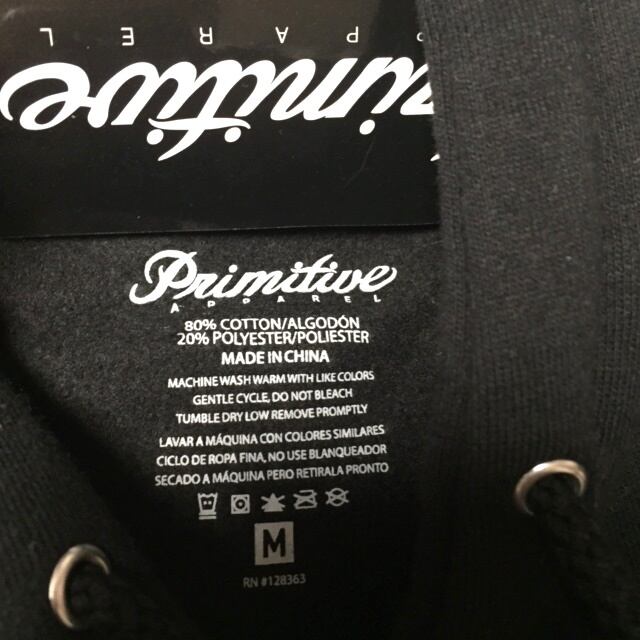 APPAREL
Primitive
Primitive
APPAREL
80% COTTON/ALGODÓN
20% POLYESTER/POLIESTER
MADE IN CHINA
MACHINE WASH WARM WITH LIKE COLORS
GENTLE CYCLE, DO NOT BLEACH
TUMBLE DRY LOW REMOVE PROMPTLY
LAVAR A MÁQUINA CON COLORES SIMILARES
CICLO DE ROPA FINA, NO USE BLANQUEADOR
SECADO A MÁQUINA PERO RETIRALA PRONTO
M
RN #128363